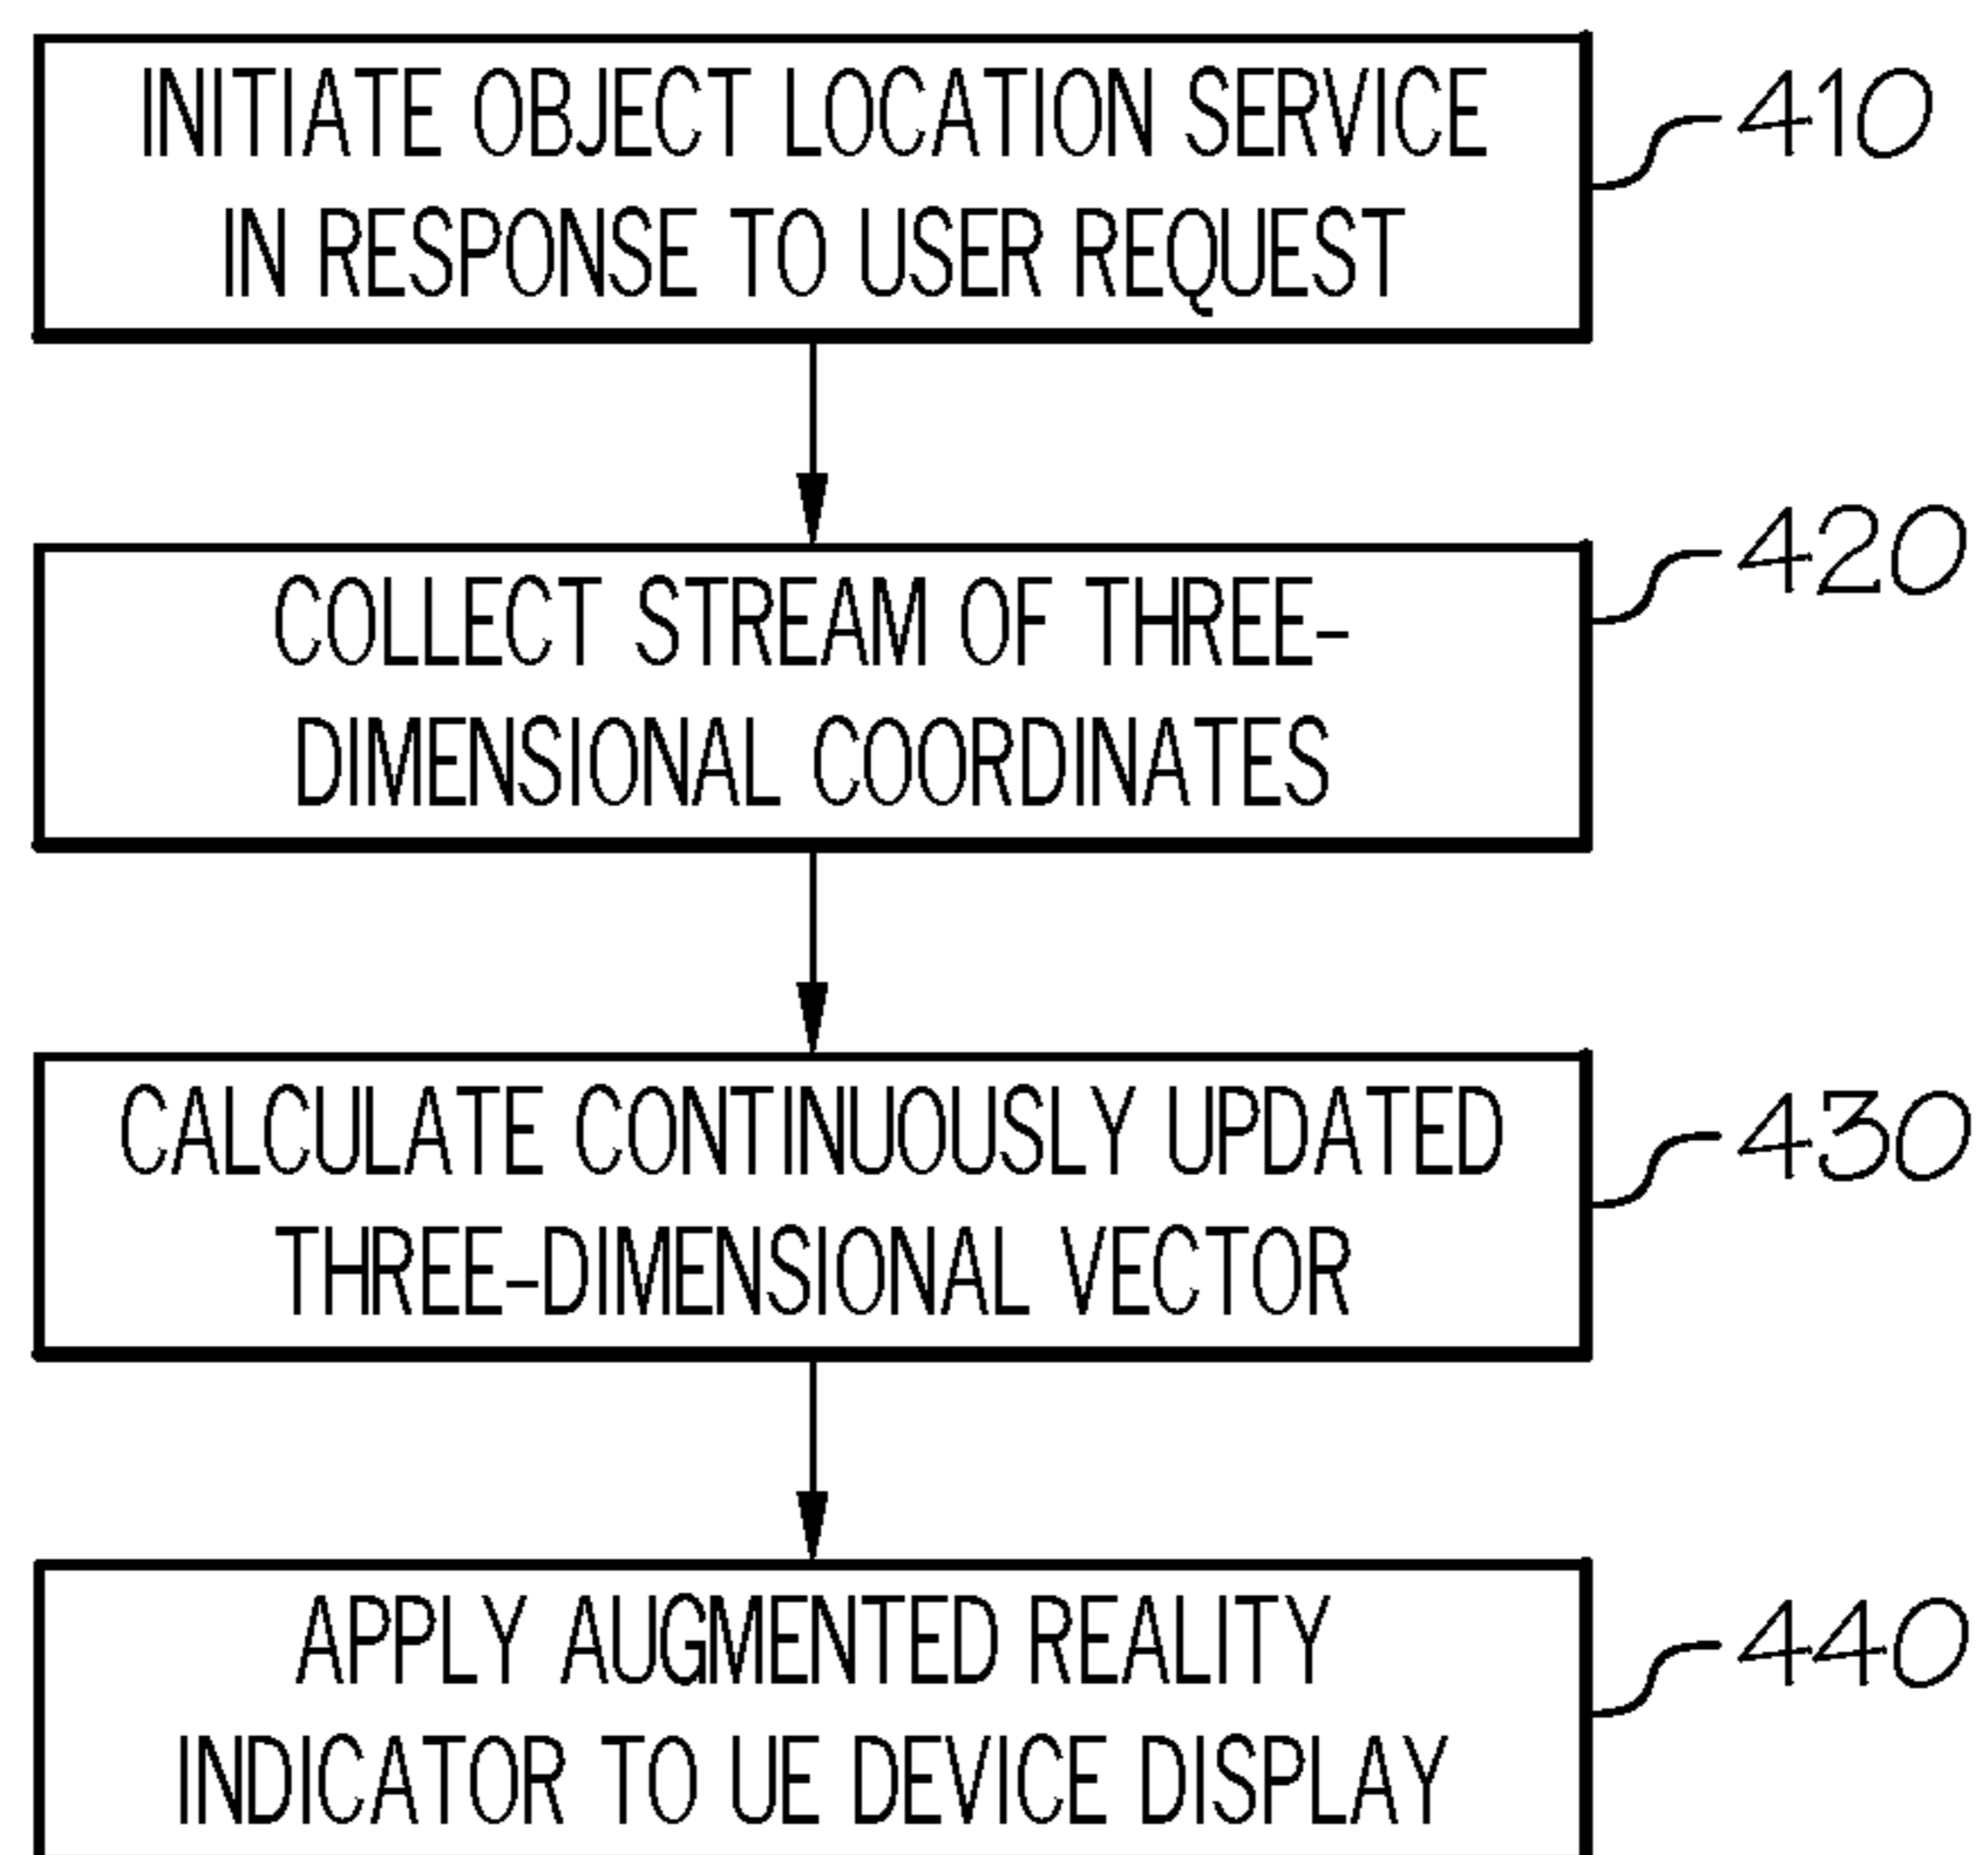 INITIATE OBJECT LOCATION SERVICE
IN RESPONSE TO USER REQUEST
410
COLLECT STREAM OF THREE-
DIMENSIONAL COORDINATES
420
CALCULATE CONTINUOUSLY UPDATED
THREE-DIMENSIONAL VECTOR
430
APPLY AUGMENTED REALITY
INDICATOR TO UE DEVICE DISPLAY
440